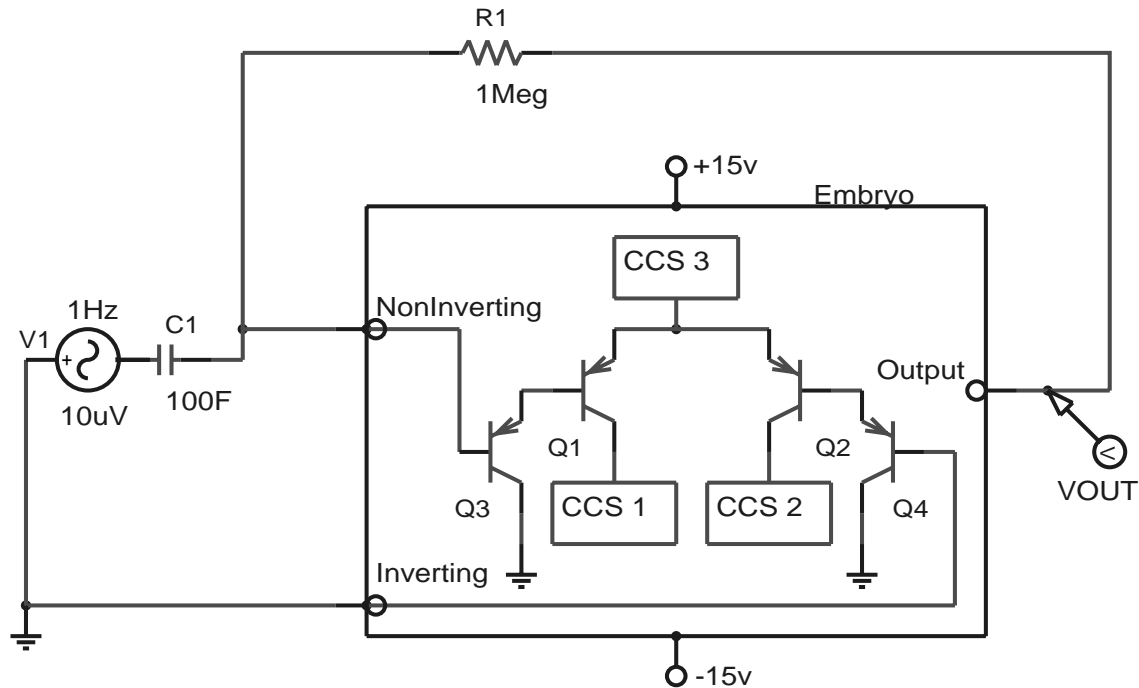 R1
1Meg
+15v
Embryo
CCS 3
NonInverting
1Hz
V1
C1
+
Output
10uV
100F
Q1
Q2
VOUT
Q3
CCS 1
CCS 2
Q4
Inverting
-15v